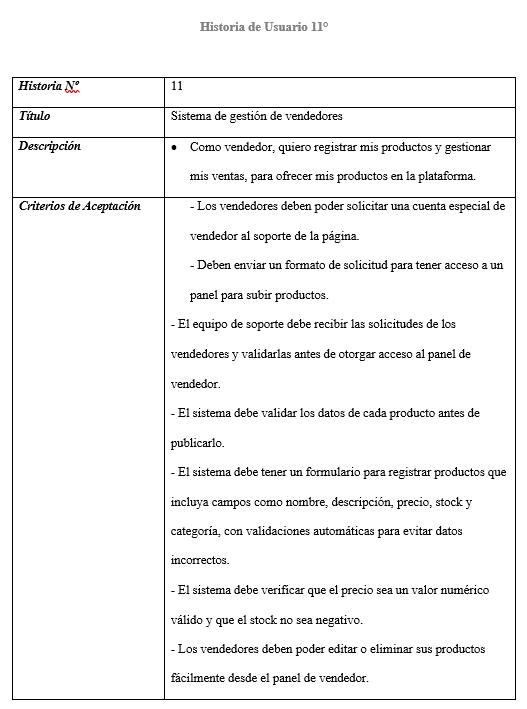 Historia de Usuario 11°
Historia Nº
11
Título
Sistema de gestión de vendedores
Descripción
• Como vendedor, quiero registrar mis productos y gestionar
mis ventas, para ofrecer mis productos en la plataforma.
Criterios de Aceptación
- Los vendedores deben poder solicitar una cuenta especial de
vendedor al soporte de la página.
- Deben enviar un formato de solicitud para tener acceso a un
panel para subir productos.
- El equipo de soporte debe recibir las solicitudes de los
vendedores y validarlas antes de otorgar acceso al panel de
vendedor.
- El sistema debe validar los datos de cada producto antes de
publicarlo.
- El sistema debe tener un formulario para registrar productos que
incluya campos como nombre, descripción, precio, stock y
categoría, con validaciones automáticas para evitar datos
incorrectos.
- El sistema debe verificar que el precio sea un valor numérico
válido y que el stock no sea negativo.
- Los vendedores deben poder editar o eliminar sus productos
fácilmente desde el panel de vendedor.